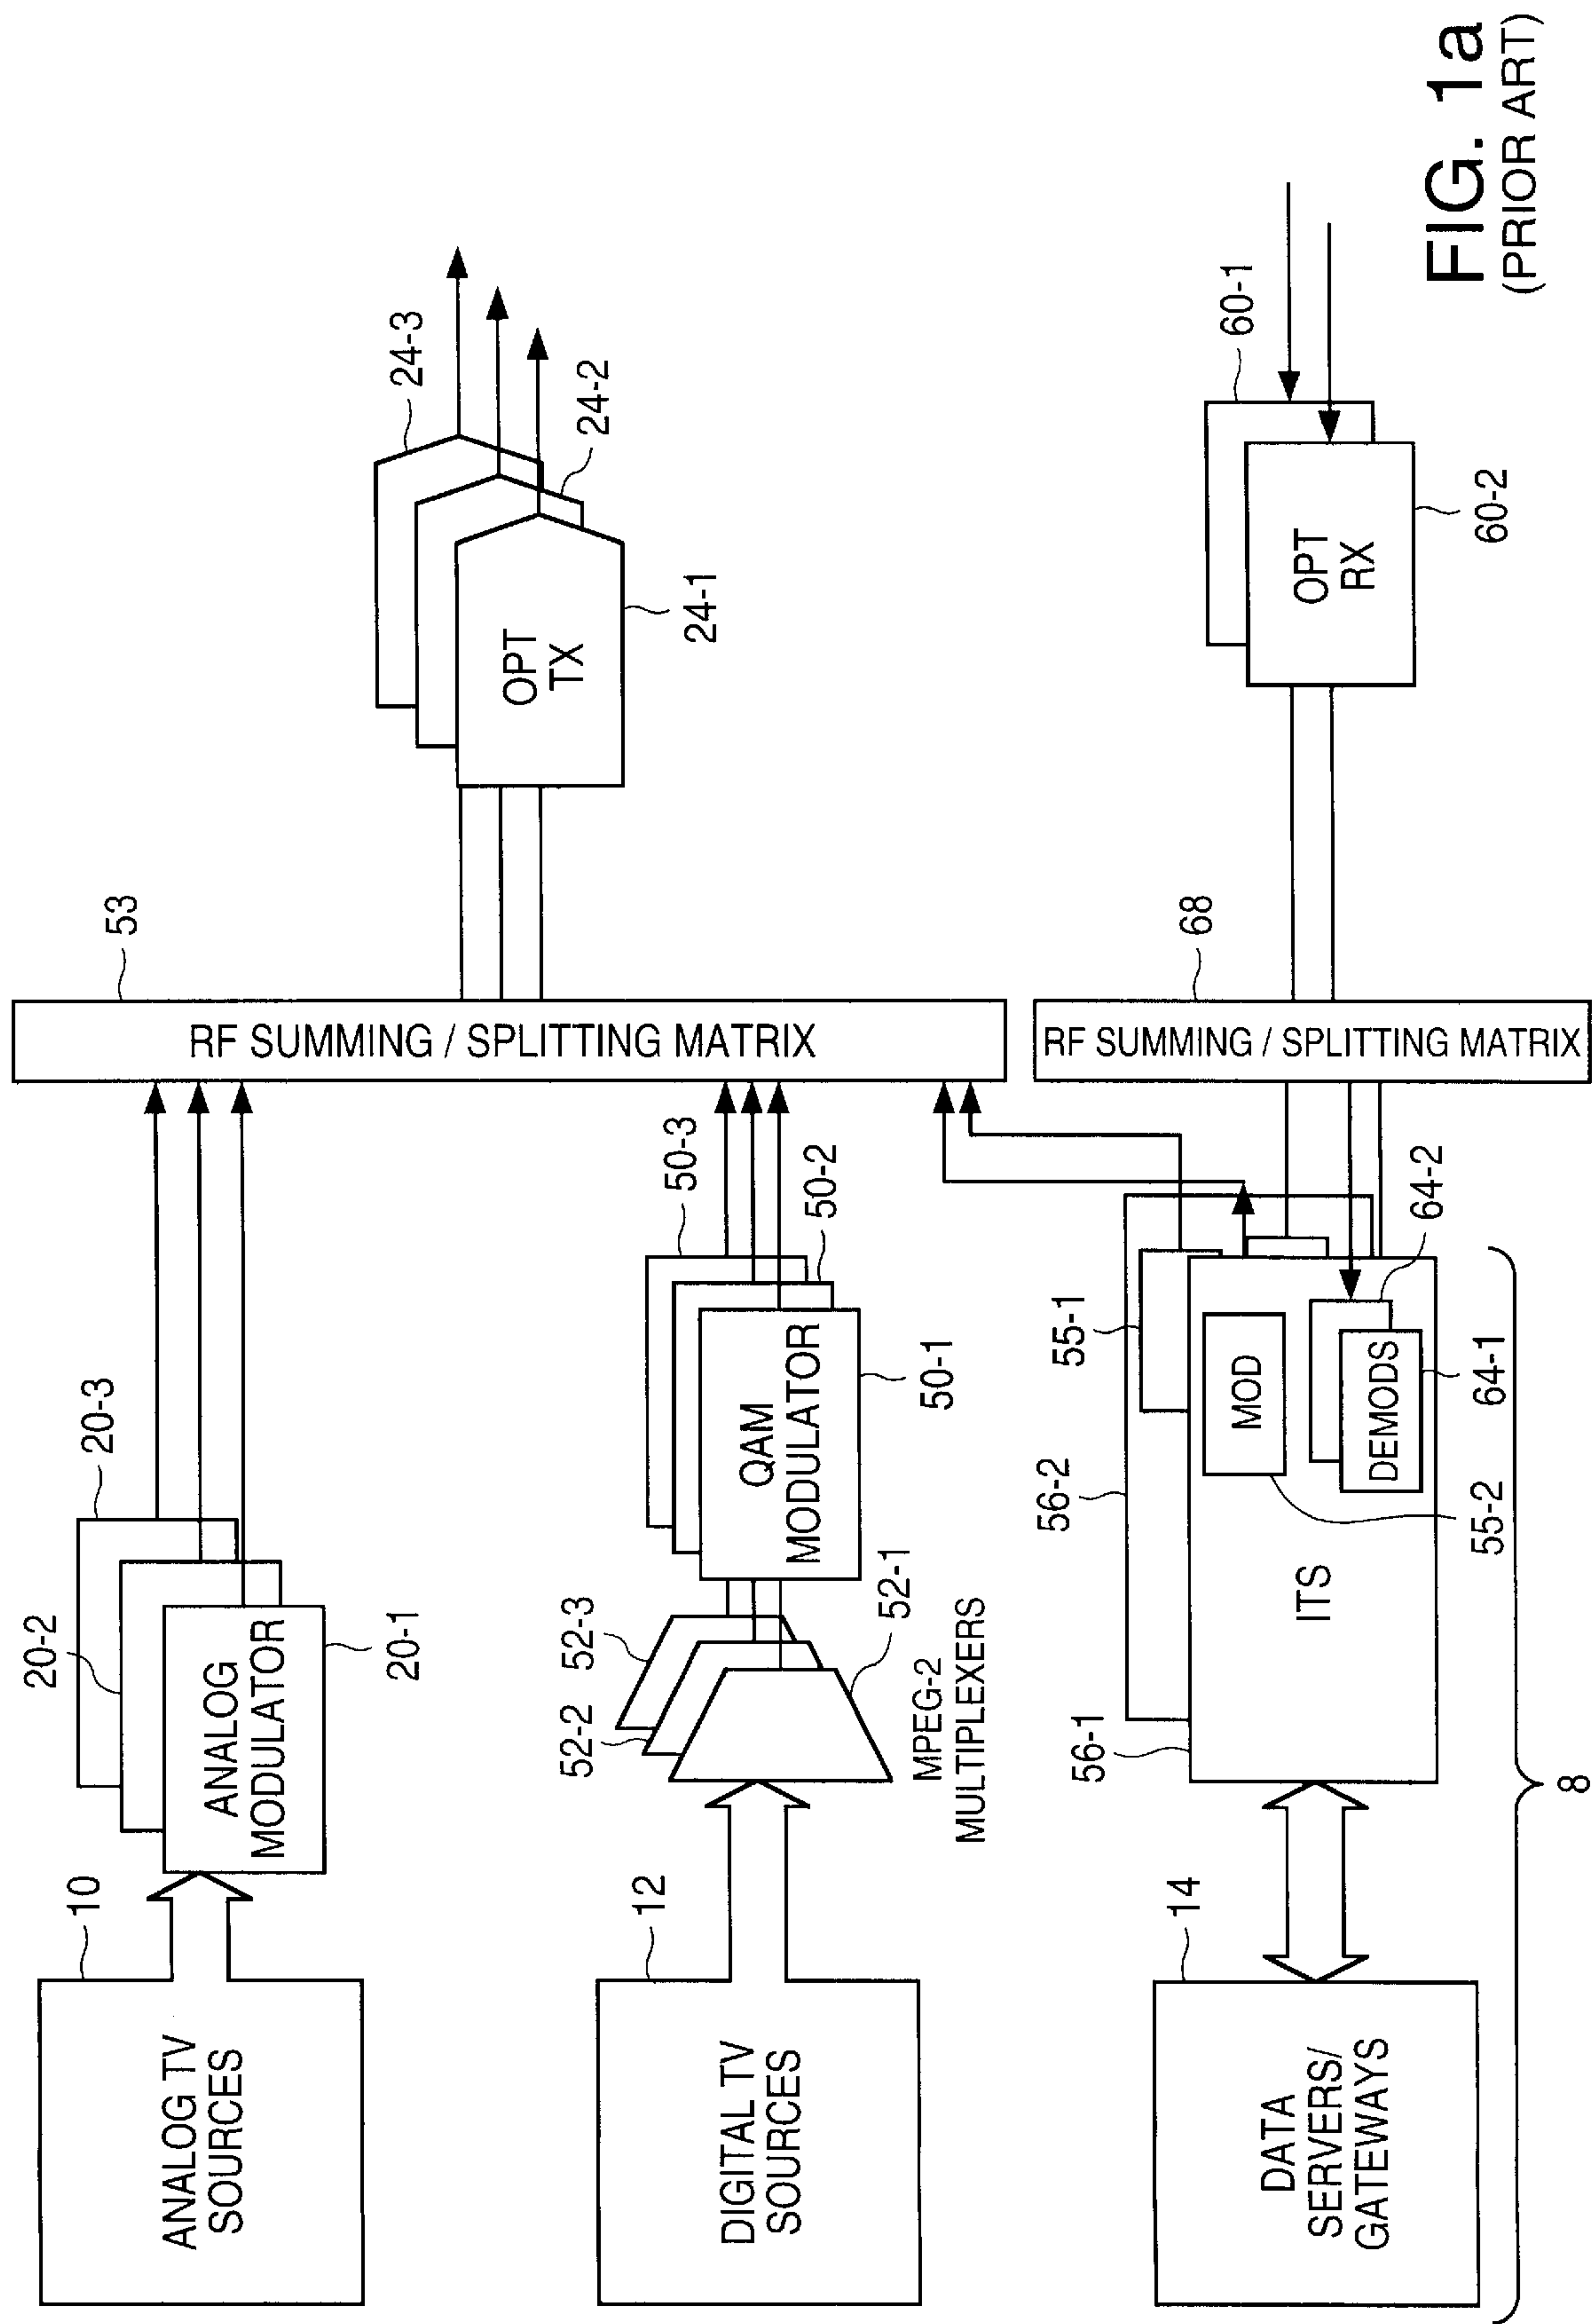 10
ANALOG TV
SOURCES
20-1
20-2
20-3
ANALOG
MODULATOR
53
RF SUMMING / SPLITTING MATRIX
24-3
24-2
24-1
OPT
TX
12
DIGITAL TV
SOURCES
52-3
52-2
52-1
MPEG-2
MULTIPLEXERS
50-3
50-2
50-1
QAM
MODULATOR
14
DATA
SERVERS/
GATEWAYS
56-1
56-2
ITS
55-1
55-2
MOD
DEMODS
64-2
64-1
68
RF SUMMING / SPLITTING MATRIX
60-1
60-2
OPT
RX
8
FIG. 1a
(PRIOR ART)